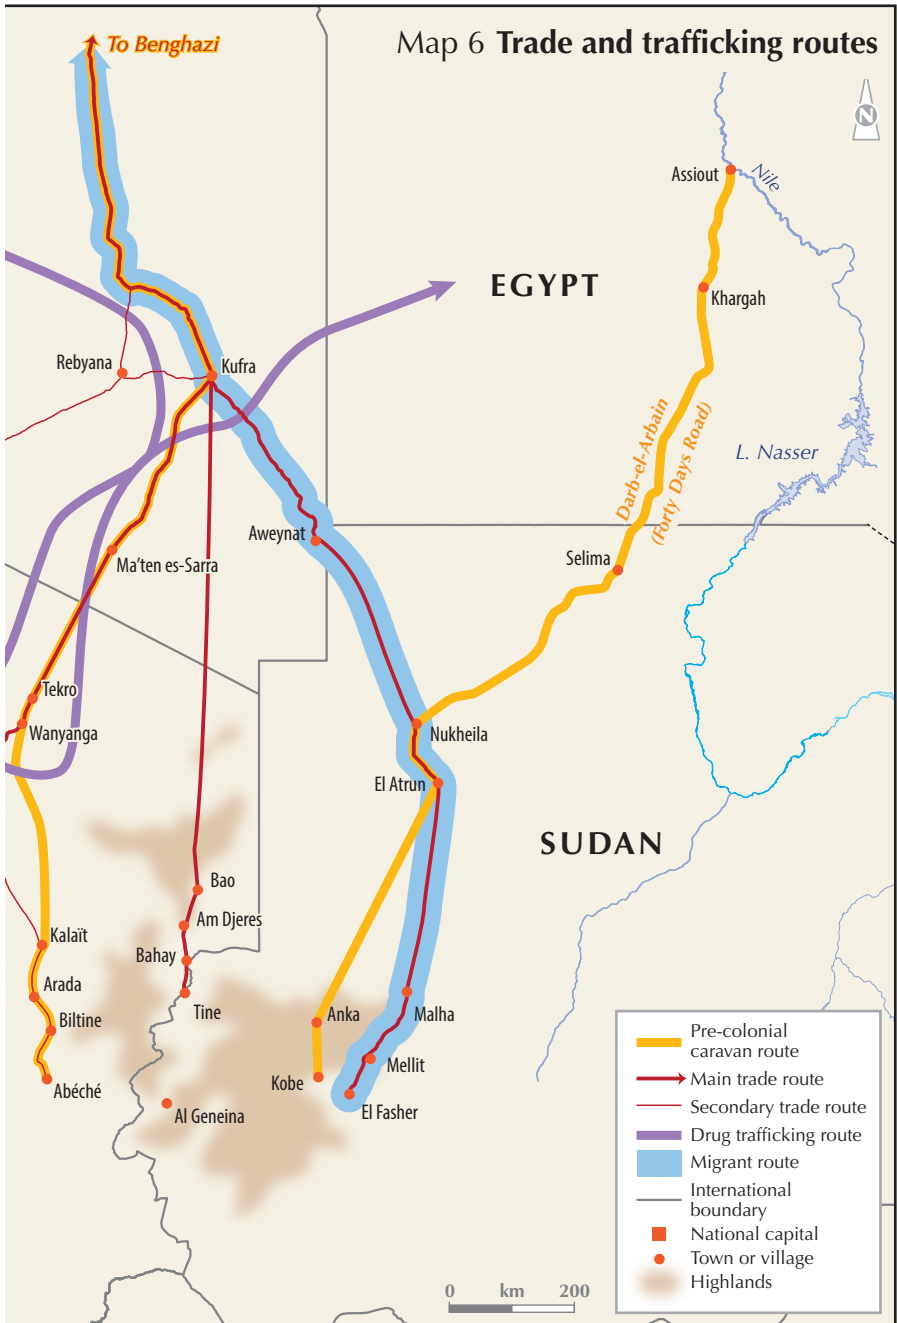 Map 6 Trade and trafficking routes
To Benghazi
N
Assiout
Nile
EGYPT
Khargah
Rebyana
Kufra
Darb-el-Arbain
(Forty Days Road)
L. Nasser
Aweynat
Selima
Ma'ten es-Sarra
Tekro
Wanyanga
Nukheila
El Atrun
SUDAN
Bao
Am Djeres
Kalaït
Bahay
Arada
Tine
Anka
Malha
Biltine
Mellit
Abéché
Kobe
El Fasher
Al Geneina
Pre-colonial
caravan route
Main trade route
Secondary trade route
Drug trafficking route
Migrant route
International
boundary
National capital
Town or village
Highlands
0 km 200